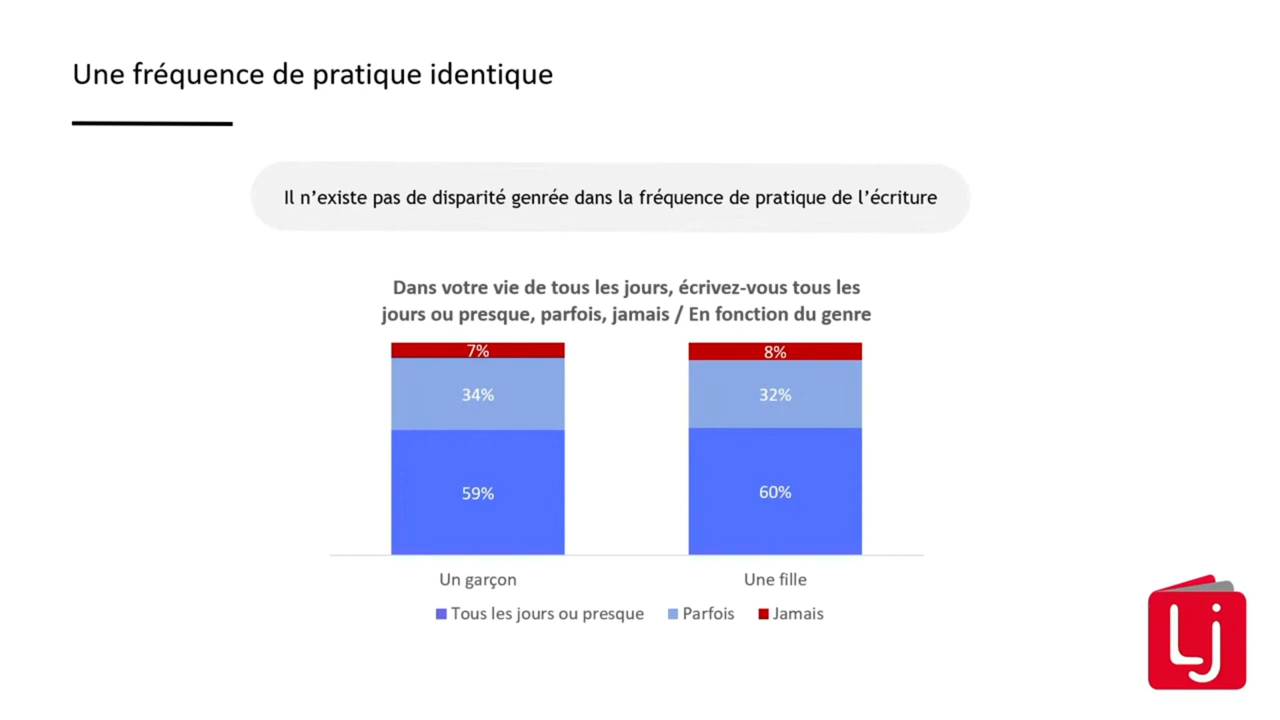 Une fréquence de pratique identique
Il n’existe pas de disparité genrée dans la fréquence de pratique de l’écriture
Dans votre vie de tous les jours, écrivez-vous tous les
jours ou presque, parfois, jamais / En fonction du genre
7%
8%
34%
32%
59%
60%
Un garçon
Une fille
Tous les jours ou presque
Parfois
Jamais
Lj